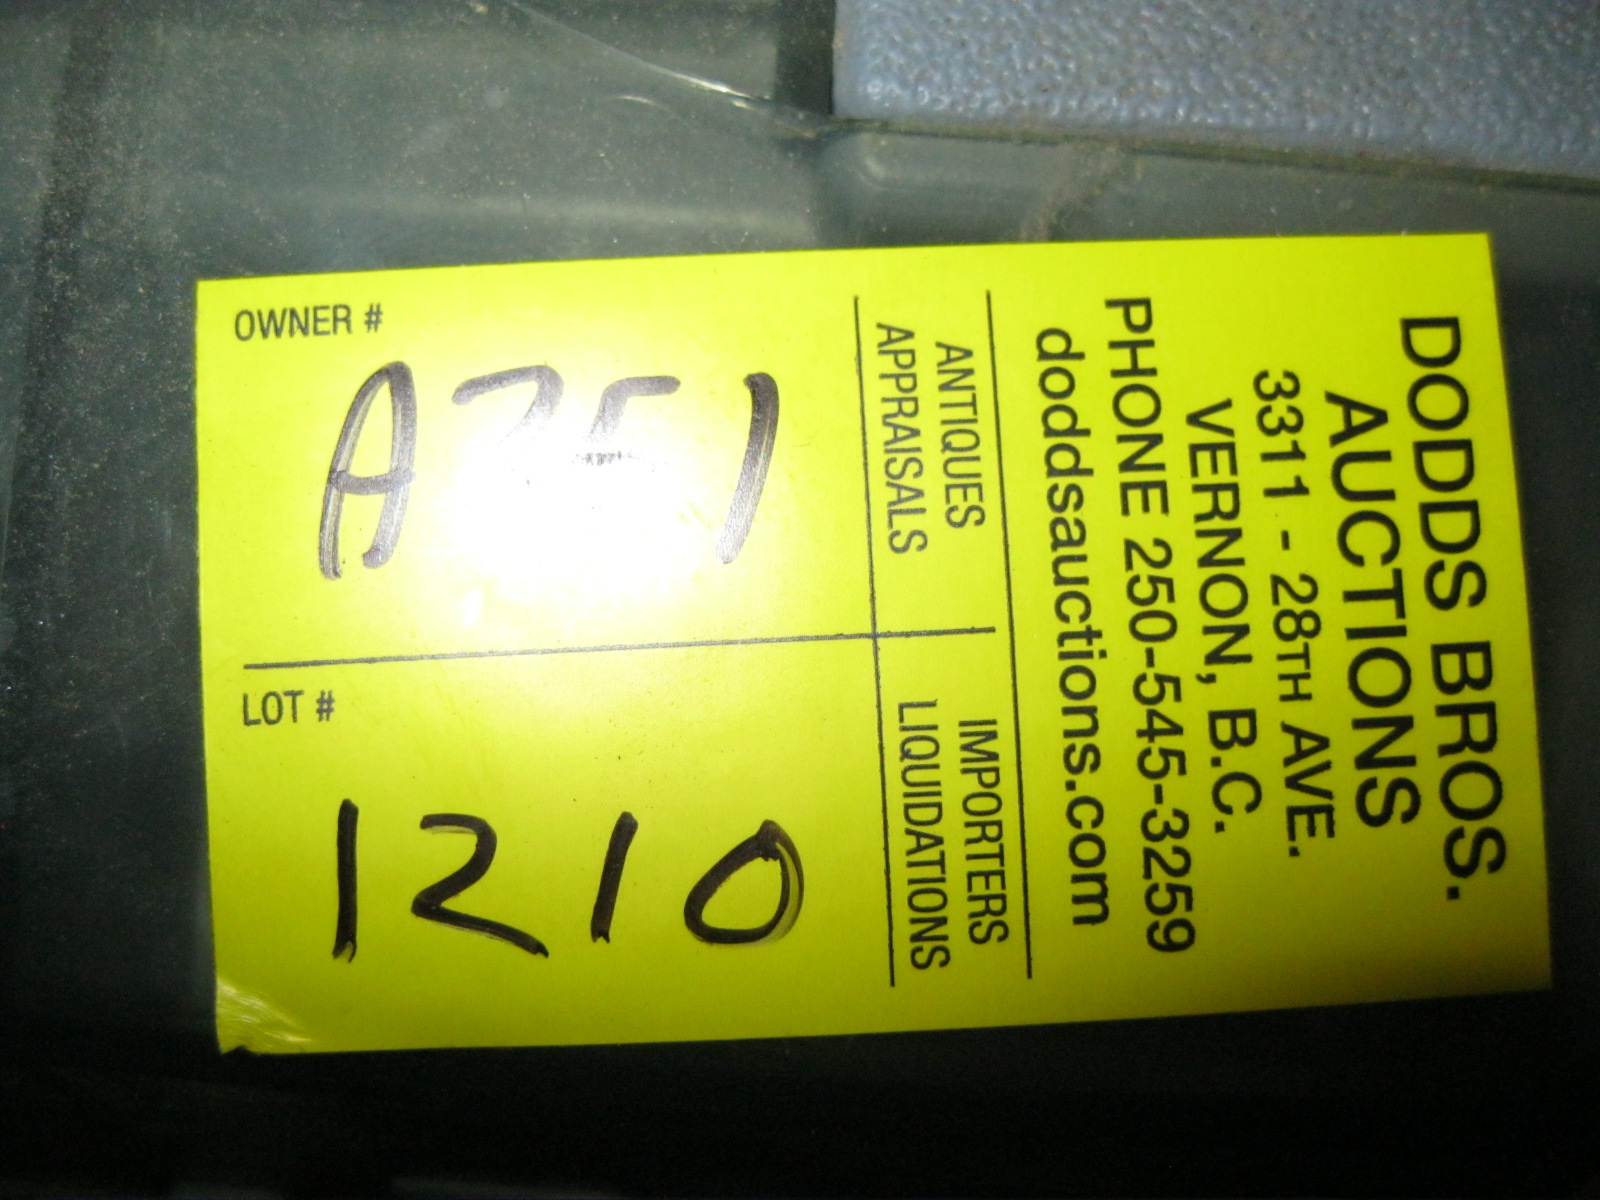 DODDS BROS.
AUCTIONS
3311 - 28TH AVE.
VERNON, B.C.
PHONE 250-545-3259
doddsauctions.com
ANTIQUES
APPRAISALS
IMPORTERS
LIQUIDATIONS
OWNER #
LOT #
1210